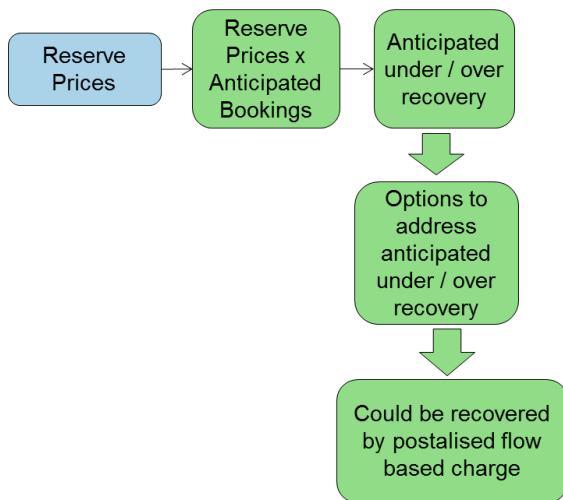 Reserve
Prices
Reserve
Prices x
Anticipated
Bookings
Anticipated
under / over
recovery
Options to
address
anticipated
under / over
recovery
Could be recovered
by postalised flow
based charge